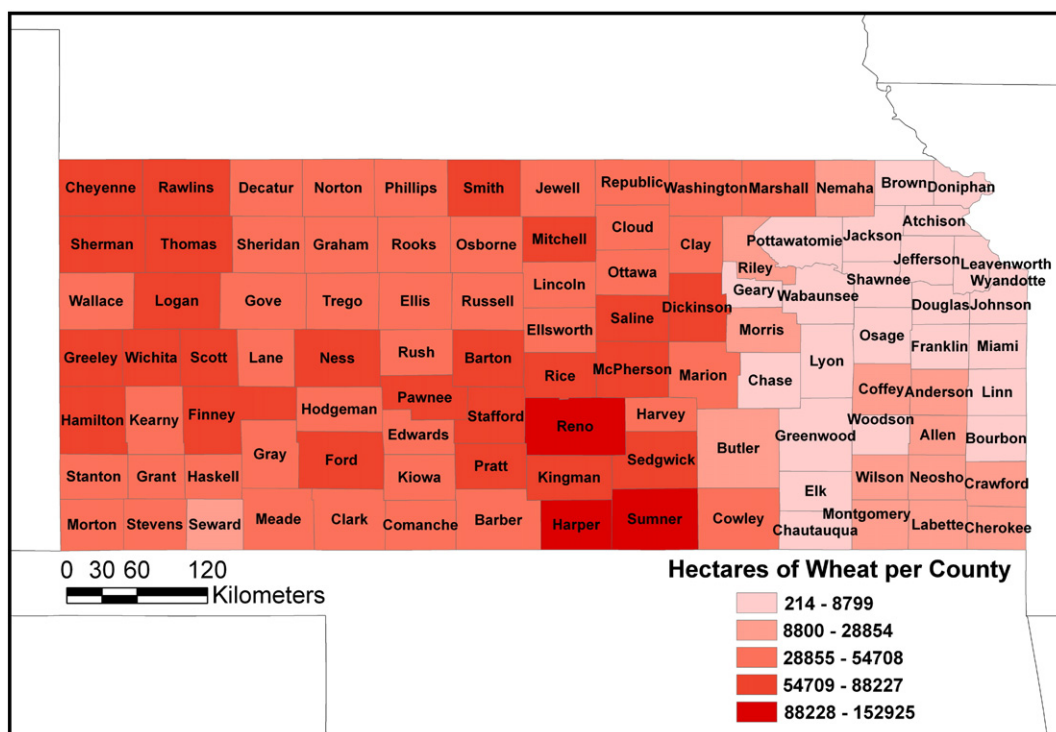 Cheyenne Rawlins Decatur Norton Phillips Smith Jewell Republic Washington Marshall Nemaha Brown Doniphan
Atchison
Sherman Thomas Sheridan Graham Rooks Osborne Mitchell Cloud Clay Pottawatomie Jackson
Jefferson
Leavenworth
Wyandotte
Riley
Shawnee
Wallace Logan Gove Trego Ellis Russell Lincoln Ottawa Geary Wabaunsee
Dickinson
Saline
Douglas Johnson
Ellsworth
Morris
Osage
Greeley Wichita Scott Lane Ness Rush Barton Rice McPherson Marion Chase Lyon Franklin Miami
Hamilton Kearny Finney Hodgeman Pawnee Stafford Reno Harvey Coffey Anderson Linn
Edwards
Greenwood Woodson Allen Bourbon
Gray Ford Kiowa Pratt Kingman Sedgwick Butler
Stanton Grant Haskell
Elk Wilson Neosho Crawford
Morton Stevens Seward Meade Clark Comanche Barber Harper Sumner Cowley Chautauqua Montgomery Labette Cherokee
0 30 60 120
Kilometers
Hectares of Wheat per County
214 - 8799
8800 - 28854
28855 - 54708
54709 - 88227
88228 - 152925